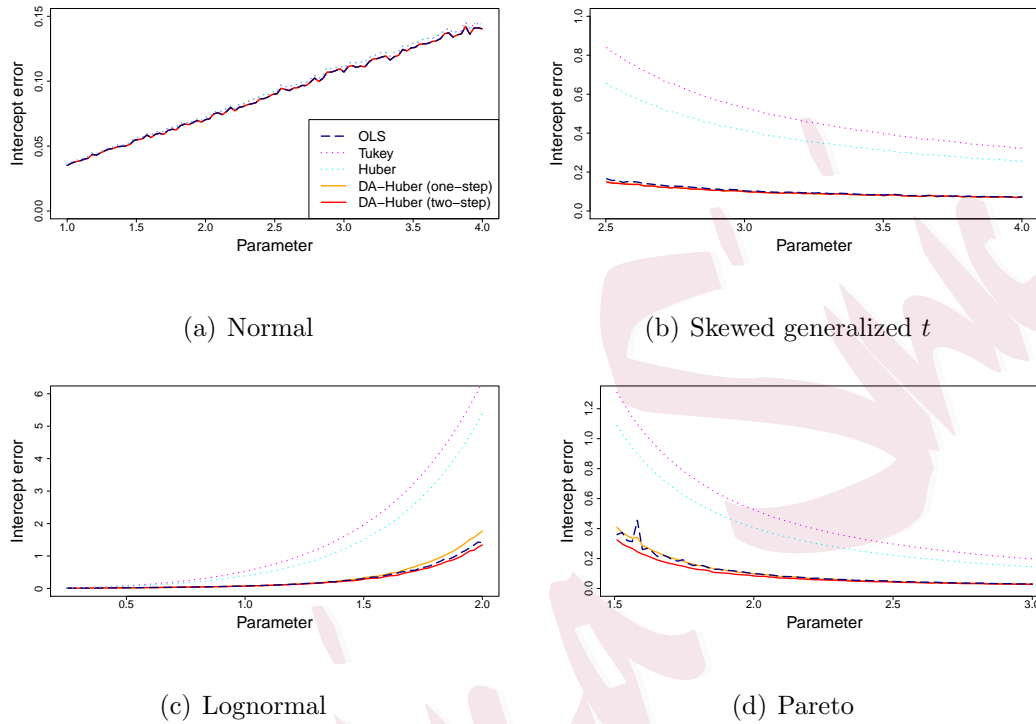 0.15
0.10
0.05
0.00
Intercept error
OLS
Tukey
Huber
DA-Huber (one-step)
DA-Huber (two-step)
1.0 1.5 2.0 2.5 3.0 3.5 4.0
Parameter
(a) Normal
1.0
0.8
0.6
0.4
0.2
0.0
Intercept error
2.5 3.0 3.5 4.0
Parameter
(b) Skewed generalized t
6
5
4
3
2
1
0
Intercept error
0.5 1.0 1.5 2.0
Parameter
(c) Lognormal
1.2
1.0
0.8
0.6
0.4
0.2
0.0
Intercept error
1.5 2.0 2.5 3.0
Parameter
(d) Pareto